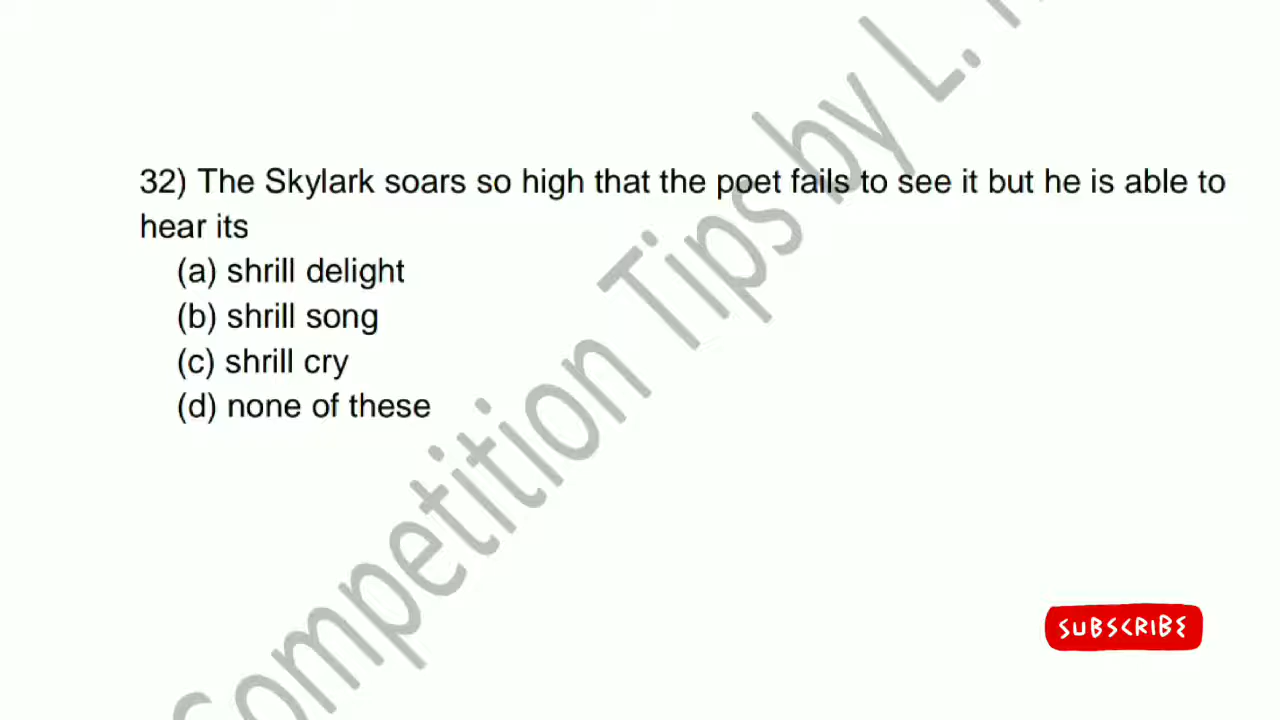 32) The Skylark soars so high that the poet fails to see it but he is able to
hear its
(a) shrill delight
(b) shrill song
(c) shrill cry
(d) none of these
Competition Tips by L.
SUBSCRIBE